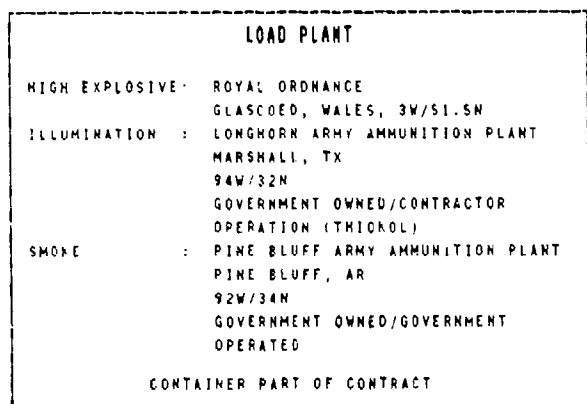 LOAD PLANT
HIGH EXPLOSIVE: ROYAL ORDNANCE
GLASCOED, WALES, 3W/51.5N
ILLUMINATION : LONGHORN ARMY AMMUNITION PLANT
MARSHALL, TX
94W/32N
GOVERNMENT OWNED/CONTRACTOR
OPERATION (THIOKOL)
SMOKE : PINE BLUFF ARMY AMMUNITION PLANT
PINE BLUFF, AR
92W/34N
GOVERNMENT OWNED/GOVERNMENT
OPERATED
CONTAINER PART OF CONTRACT